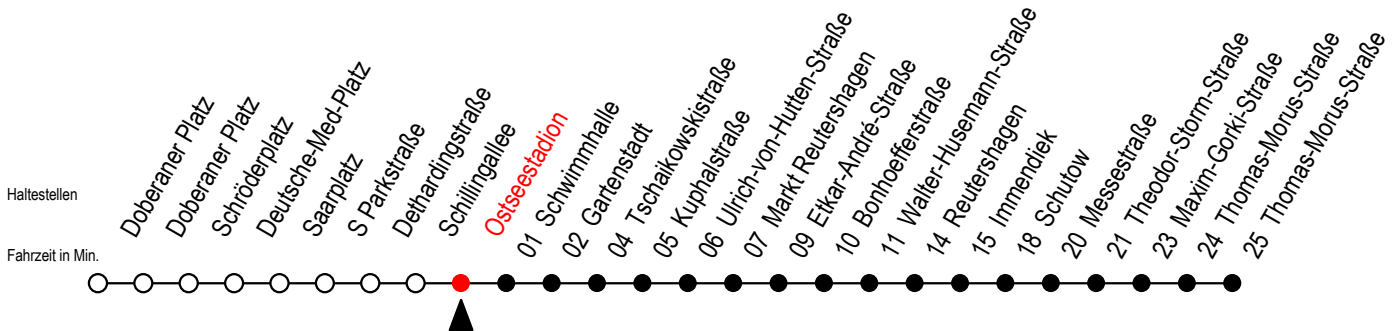 Doberaner Platz
Doberaner Platz
Schröderplatz
Deutsche-Med-Platz
Saarplatz
S Parkstraße
Dethardingstraße
Schillingallee
Ostseestadion
01 Schwimmhalle
02 Gartenstadt
04 Tschaikowskistraße
05 Kuphalstraße
06 Ulrich-von-Hutten-Straße
07 Markt Reutershagen
09 Etkar-André-Straße
10 Bonhoefferstraße
11 Walter-Husemann-Straße
14 Reutershagen
15 Immendiek
18 Schutow
20 Messestraße
21 Theodor-Storm-Straße
23 Maxim-Gorki-Straße
24 Thomas-Morus-Straße
25 Thomas-Morus-Straße
Haltestellen
Fahrzeit in Min.